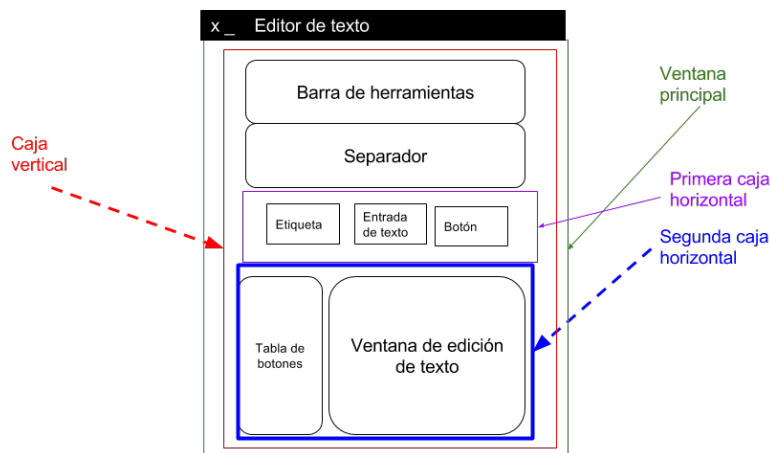 x _ Editor de texto
Ventana
principal
Barra de herramientas
Caja
vertical
Separador
Primera caja
horizontal
Etiqueta
Entrada
de texto
Botón
Segunda caja
horizontal
Tabla de
botones
Ventana de edición
de texto